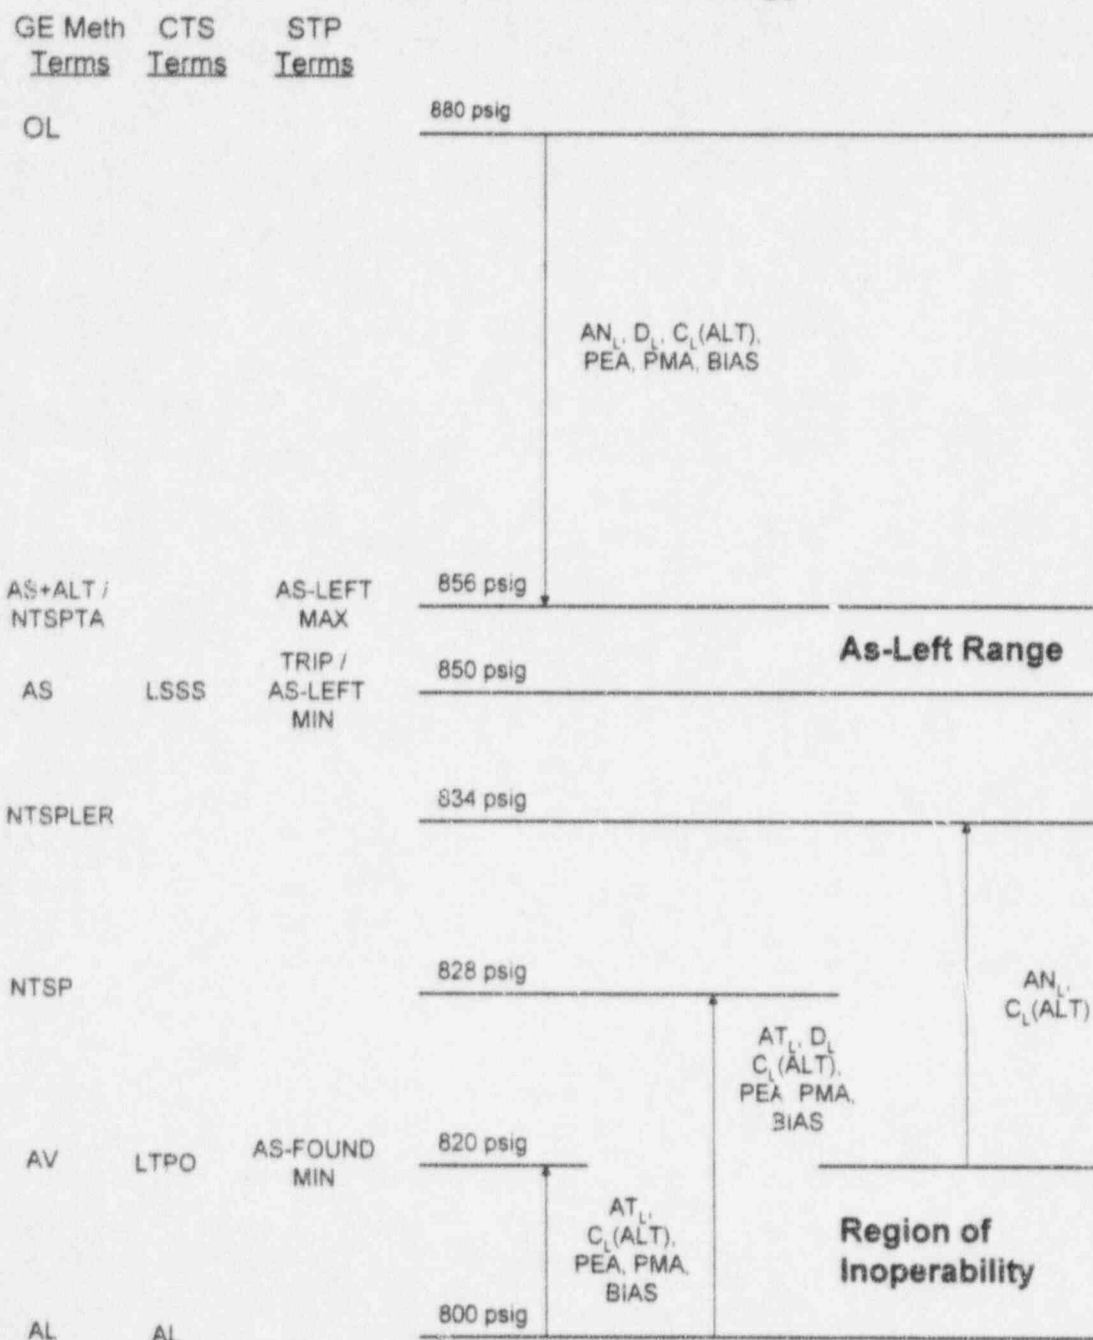 GE Meth CTS STP
Terms Terms Terms
880 psig
OL
AN_L, D_L, C_L(ALT),
PEA, PMA, BIAS
AS+ALT / AS-LEFT 856 psig
NTSPTA MAX
As-Left Range
TRIP /
AS LSSS AS-LEFT 850 psig
MIN
NTSPLER 834 psig
NTSP 828 psig
AN_L,
C_L(ALT)
AT_L, D_L
C_L(ALT),
PEA PMA,
BIAS
AV LTPO AS-FOUND 820 psig
MIN
AT_L,
C_L(ALT),
PEA, PMA,
BIAS
Region of
Inoperability
AL AL 800 psig